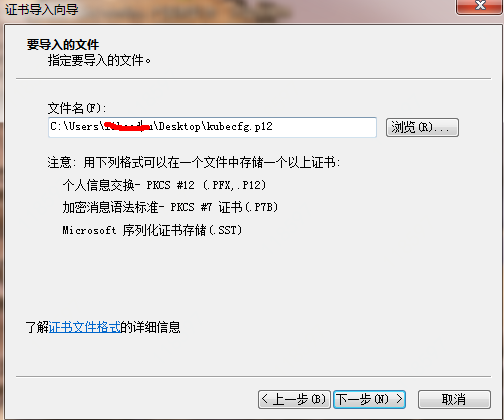 证书导入向导
要导入的文件
指定要导入的文件。
文件名(F):
C:\Users\ \Desktop\kubecfg.p12
浏览(R)...
注意: 用下列格式可以在一个文件中存储一个以上证书:
个人信息交换- PKCS #12 (.PFX,.P12)
加密消息语法标准- PKCS #7 证书(.P7B)
Microsoft 序列化证书存储(.SST)
了解证书文件格式的详细信息
< 上一步(B)
下一步(N) >
取消